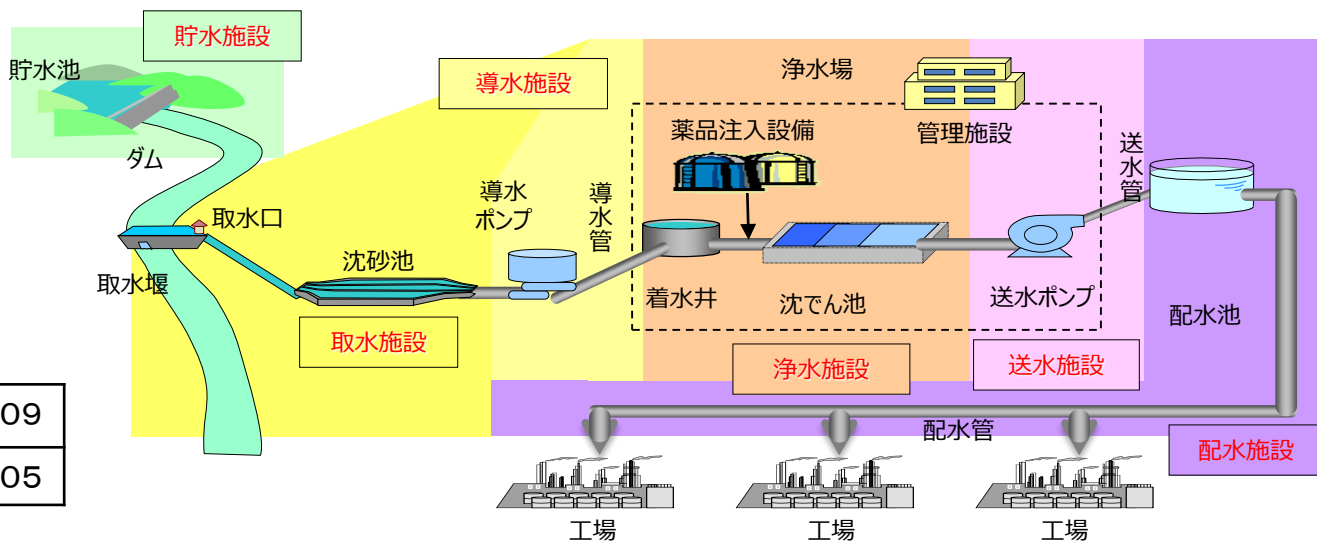 貯水施設
貯水池
ダム
導水施設
浄水場
薬品注入設備
管理施設
送水管
導水
ポンプ
導水管
取水口
沈砂池
取水堰
着水井
沈でん池
送水ポンプ
配水池
取水施設
浄水施設
送水施設
09
05
配水管
配水施設
工場
工場
工場